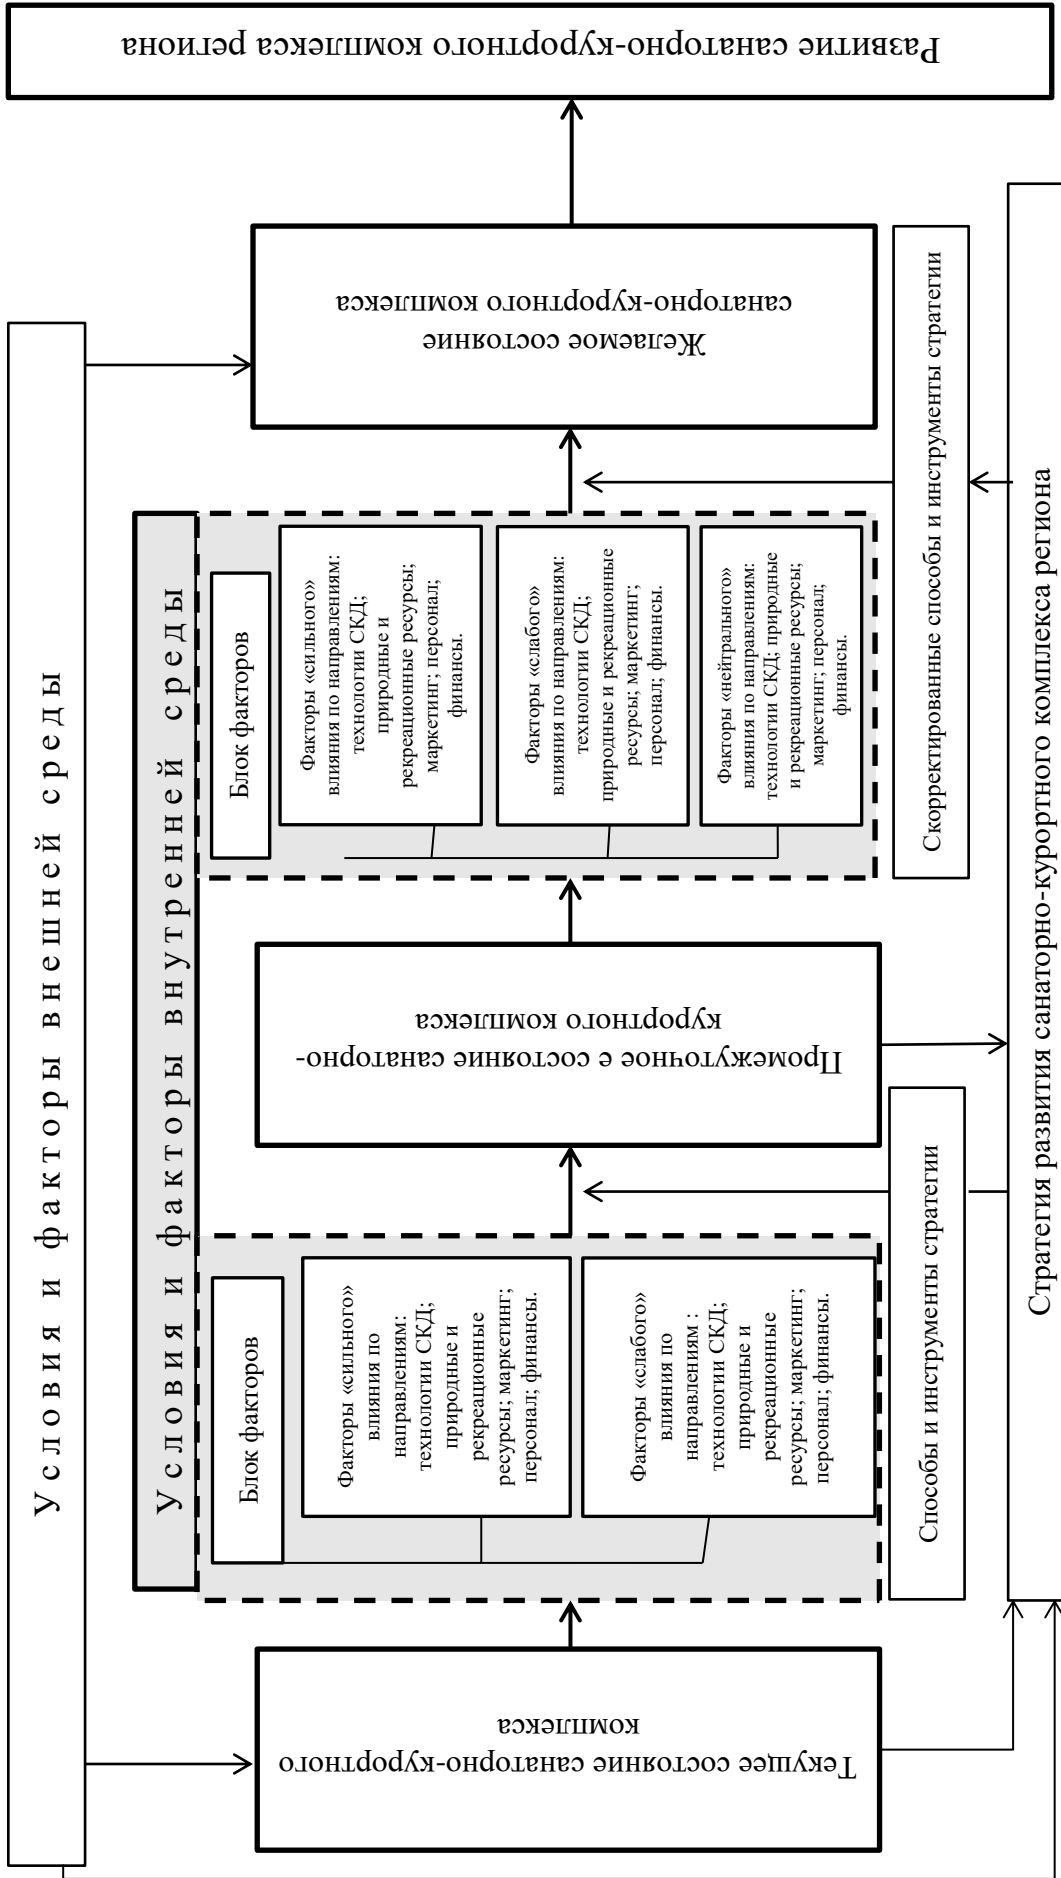 Условия и факторы внешней среды
Условия и факторы внутренней среды
Текущее состояние санаторно-курортного
комплекса
Блок факторов
Факторы «сильного»
влияния по
направлениям:
технологии СКД;
природные и
рекреационные
ресурсы; маркетинг;
персонал; финансы.
Факторы «слабого»
влияния по
направлениям :
технологии СКД;
природные и
рекреационные
ресурсы; маркетинг;
персонал; финансы.
Способы и инструменты стратегии
Промежуточное е состояние санаторно-
курортного комплекса
Блок факторов
Факторы «сильного»
влияния по направлениям:
технологии СКД;
природные и
рекреационные ресурсы;
маркетинг; персонал;
финансы.
Факторы «слабого»
влияния по направлениям:
технологии СКД;
природные и рекреационные
ресурсы; маркетинг;
персонал; финансы.
Факторы «нейтрального»
влияния по направлениям:
технологии СКД; природные
и рекреационные ресурсы;
маркетинг; персонал;
финансы.
Скорректированные способы и инструменты стратегии
Желаемое состояние
санаторно-курортного комплекса
Развитие санаторно-курортного комплекса региона
Стратегия развития санаторно-курортного комплекса региона